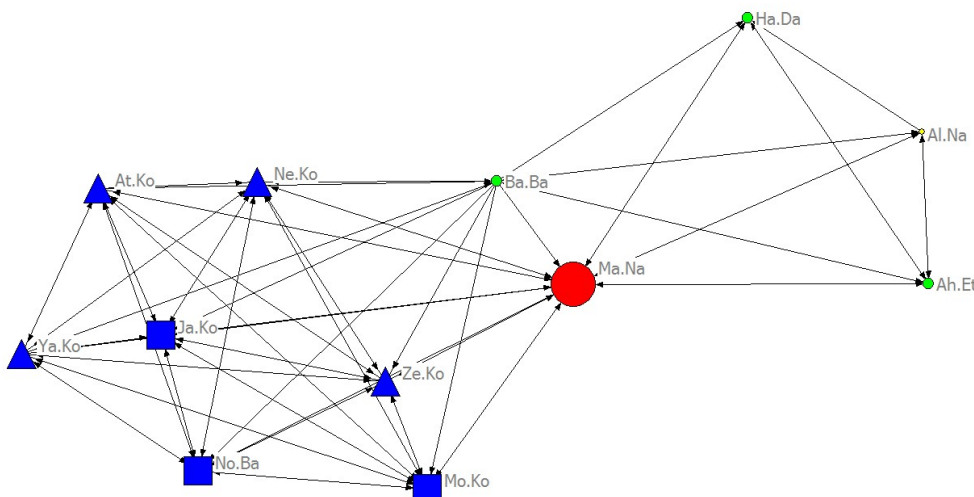 Ha.Da
Al.Na
Ne.Ko
At.Ko
Ba.Ba
Ma.Na
Ah.Et
Ja.Ko
Ya.Ko
Ze.Ko
No.Ba
Mo.Ko